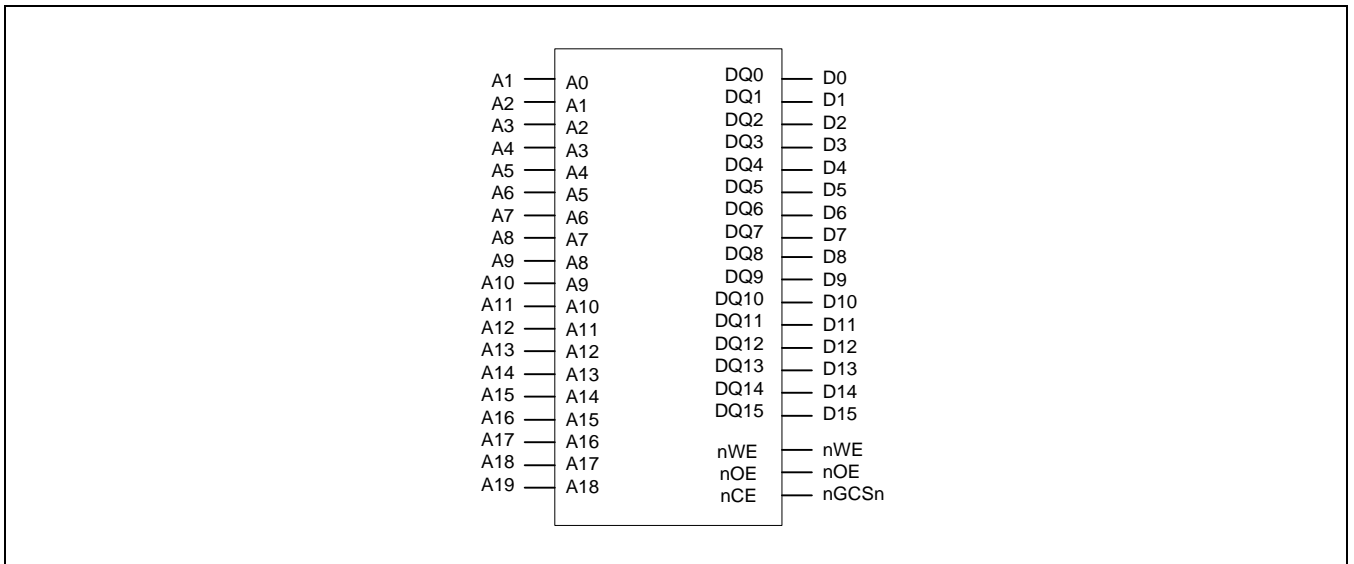 A1 A0 DQ0 D0
A2 A1 DQ1 D1
A3 A2 DQ2 D2
A4 A3 DQ3 D3
A5 A4 DQ4 D4
A6 A5 DQ5 D5
A7 A6 DQ6 D6
A8 A7 DQ7 D7
A9 A8 DQ8 D8
A10 A9 DQ9 D9
A11 A10 DQ10 D10
A12 A11 DQ11 D11
A13 A12 DQ12 D12
A14 A13 DQ13 D13
A15 A14 DQ14 D14
A16 A15 DQ15 D15
A17 A16 nWE nWE
A18 A17 nOE nOE
A19 A18 nCE nGCSn